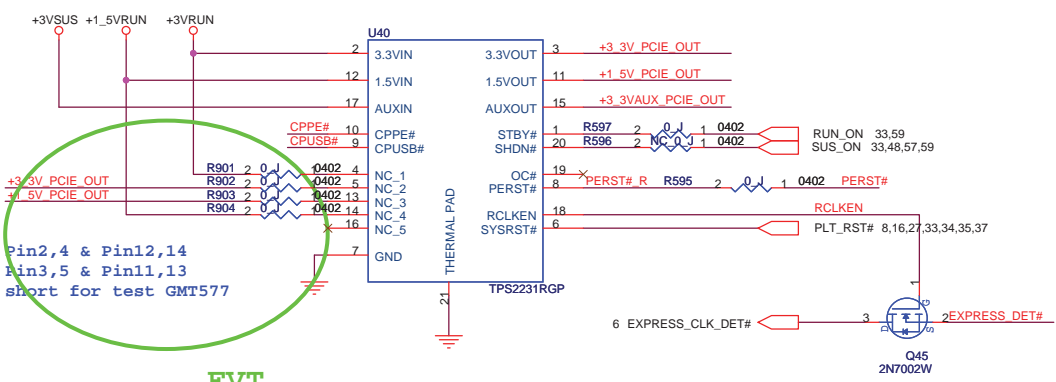 +3VSUS +1_5VRUN +3VRUN
U40
2 3.3VIN 3.3VOUT 3 +3_3V_PCIE_OUT
12 1.5VIN 1.5VOUT 11 +1_5V_PCIE_OUT
17 AUXIN AUXOUT 15 +3_3VAUX_PCIE_OUT
CPPE# 10 CPPE# STBY# 1 R597 2 0_J 1 0402 RUN_ON 33,59
CPUSB# 9 CPUSB# SHDN# 20 R596 2 NC_0_J 1 0402 SUS_ON 33,48,57,59
R901 2 0_J 1 0402 4 NC_1 OC# 19
+3_3V_PCIE_OUT R902 2 0_J 1 0402 5 NC_2 PERST# 8 PERST#_R R595 2 0_J 1 0402 PERST#
+1_5V_PCIE_OUT R903 2 0_J 1 0402 13 NC_3
R904 2 0_J 1 0402 14 NC_4 RCLKEN 18 RCLKEN
16 NC_5 SYSRST# 6 PLT_RST# 8,16,27,33,34,35,37
7 GND
THERMAL PAD
21
TPS2231RGP
Pin2,4 & Pin12,14
Pin3,5 & Pin11,13
short for test GMT577
1
G
6 EXPRESS_CLK_DET# 3 D S 2 EXPRESS_DET#
Q45
2N7002W
EVT